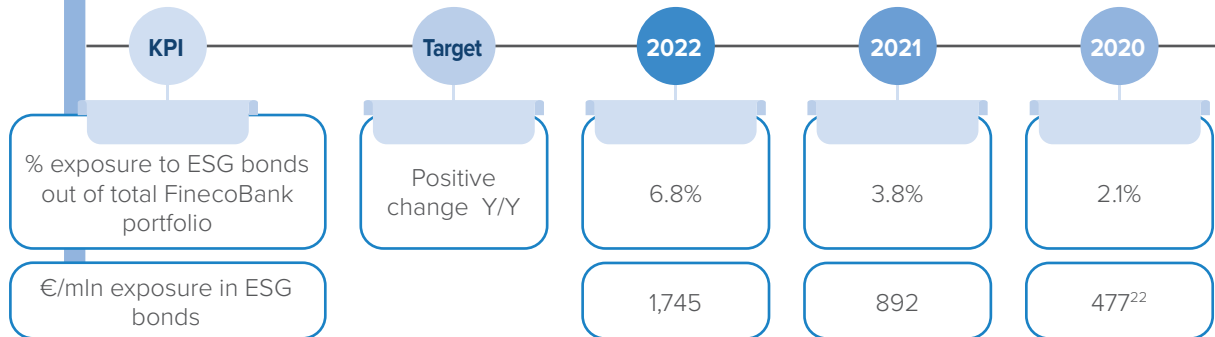 KPI
Target
2022
2021
2020
% exposure to ESG bonds
out of total FinecoBank
portfolio
Positive
change Y/Y
6.8%
3.8%
2.1%
€/mln exposure in ESG
bonds
1,745
892
477²²